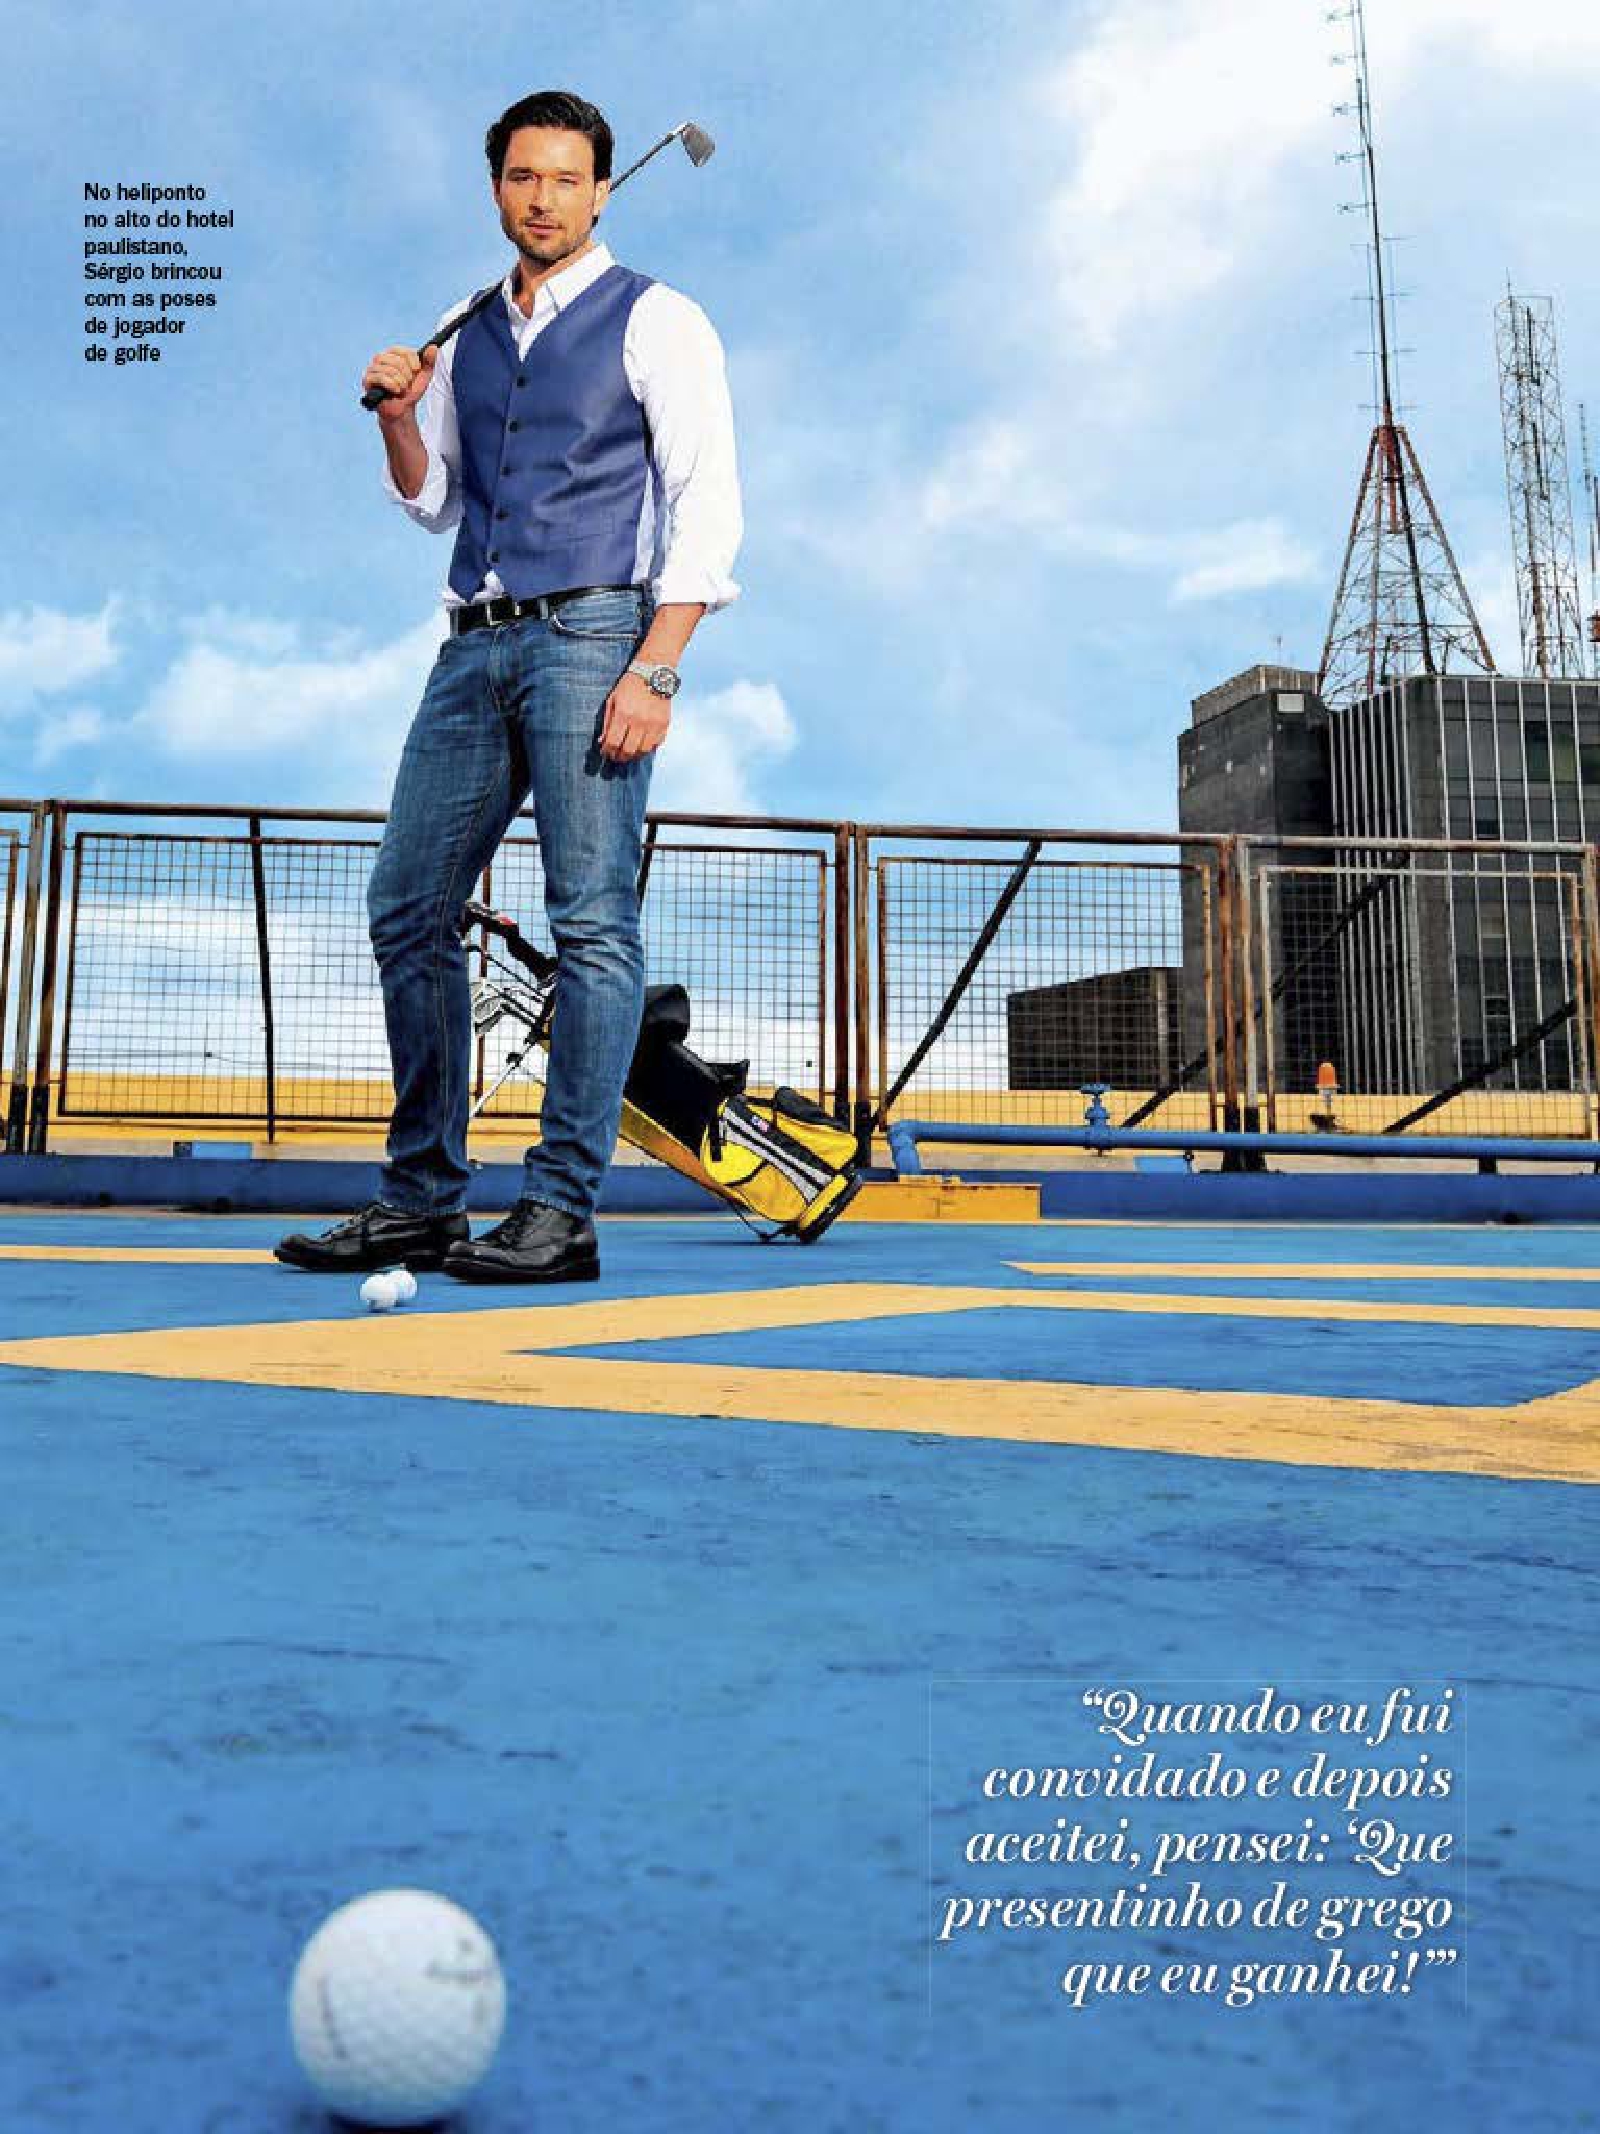 No heliponto
no alto do hotel
paulistano,
Sérgio brincou
com as poses
de jogador
de golfe
“Quando eu fui
convidado e depois
aceitei, pensei: ‘Que
presentinho de grego
que eu ganhei!’”